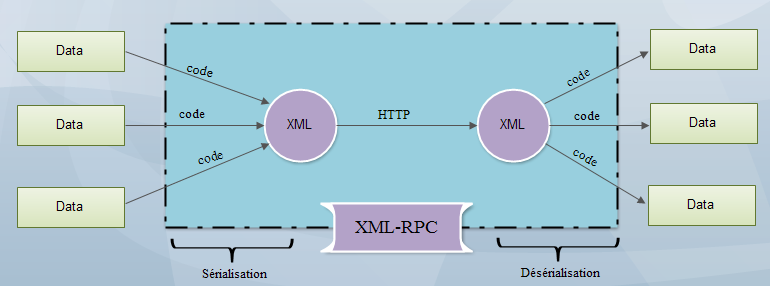 Data
code
Data
code
Data
code
XML
HTTP
XML
code
Data
code
Data
code
Data
XML-RPC
Sérialisation
Désérialisation